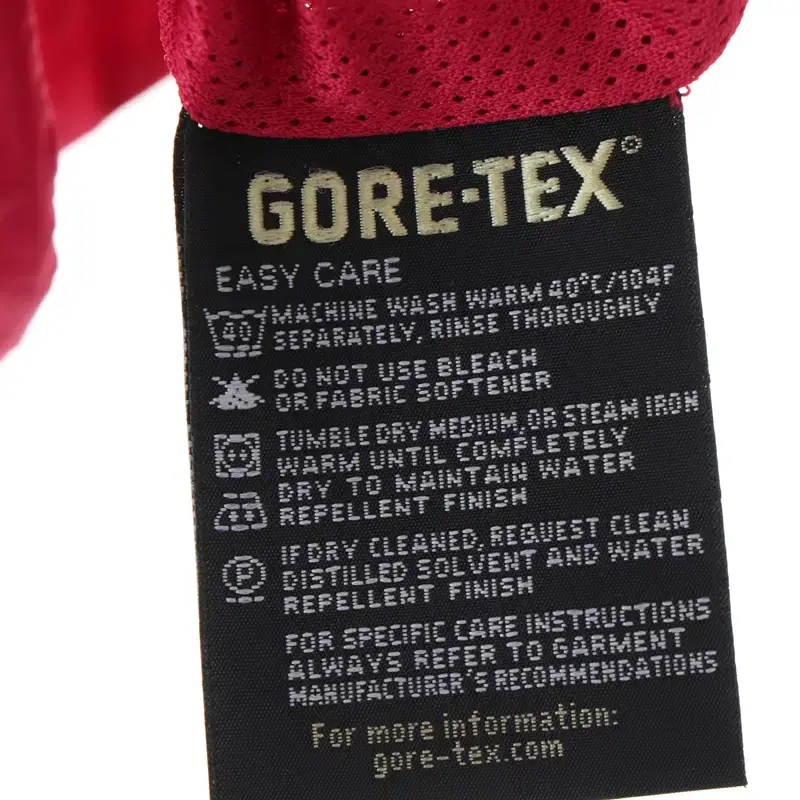 GORE-TEX®
EASY CARE
40
MACHINE WASH WARM 40°C/104F
SEPARATELY, RINSE THOROUGHLY
DO NOT USE BLEACH
OR FABRIC SOFTENER
TUMBLE DRY MEDIUM, OR STEAM IRON
WARM UNTIL COMPLETELY
DRY TO MAINTAIN WATER
REPELLENT FINISH
P
IF DRY CLEANED, REQUEST CLEAN
DISTILLED SOLVENT AND WATER
REPELLENT FINISH
FOR SPECIFIC CARE INSTRUCTIONS
ALWAYS REFER TO GARMENT
MANUFACTURER'S RECOMMENDATIONS
For more information:
gore-tex.com